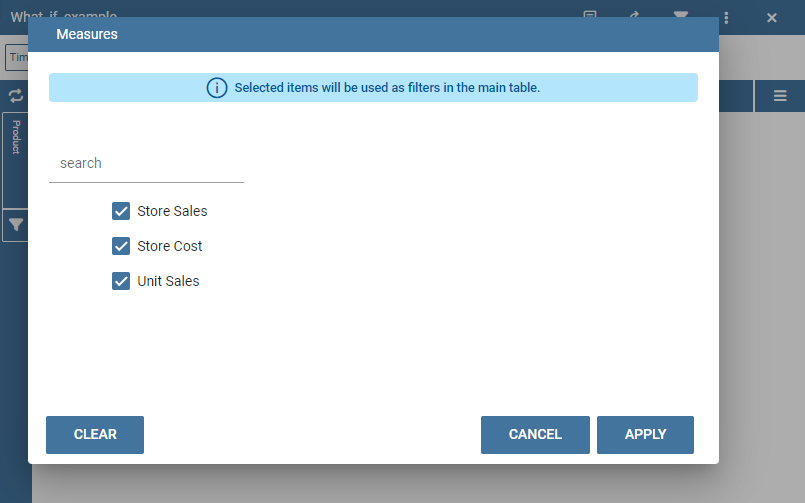 What_if_example
Tim
Product
Measures
Selected items will be used as filters in the main table.
search
Store Sales
Store Cost
Unit Sales
CLEAR
CANCEL
APPLY